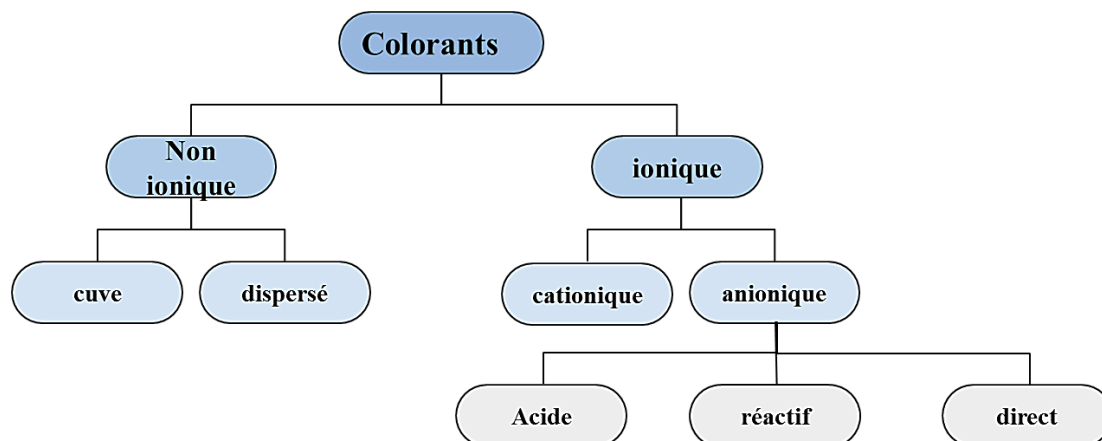 Colorants
Non
ionique
ionique
cuve
dispersé
cationique
anionique
Acide
réactif
direct